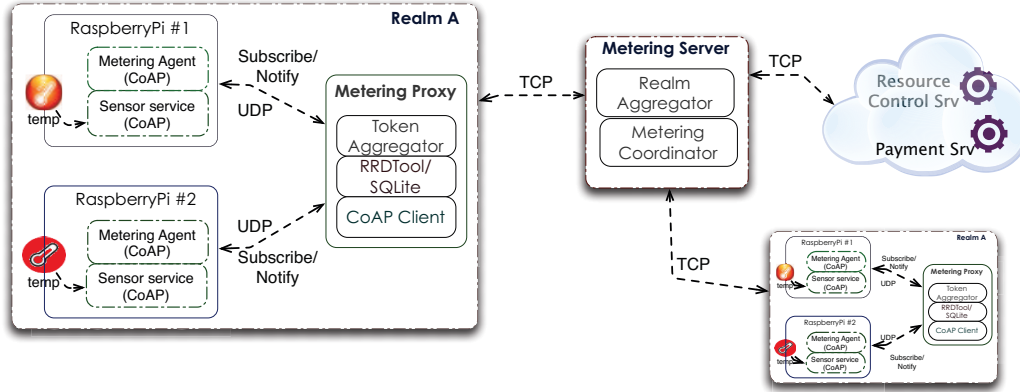 Realm A
RaspberryPi #1
Metering Agent
(CoAP)
Sensor service
(CoAP)
temp
Subscribe/
Notify
UDP
Metering Proxy
Token
Aggregator
RRDTool/
SQLite
CoAP Client
RaspberryPi #2
Metering Agent
(CoAP)
Sensor service
(CoAP)
temp
UDP
Subscribe/
Notify
TCP
Metering Server
Realm
Aggregator
Metering
Coordinator
TCP
Resource
Control Srv
Payment Srv
TCP
Realm A
RaspberryPi #1
Metering Agent
(CoAP)
Sensor service
(CoAP)
temp
Subscribe/
Notify
UDP
Metering Proxy
Token
Aggregator
RRDTool/
SQLite
CoAP Client
RaspberryPi #2
Metering Agent
(CoAP)
Sensor service
(CoAP)
temp
UDP
Subscribe/
Notify